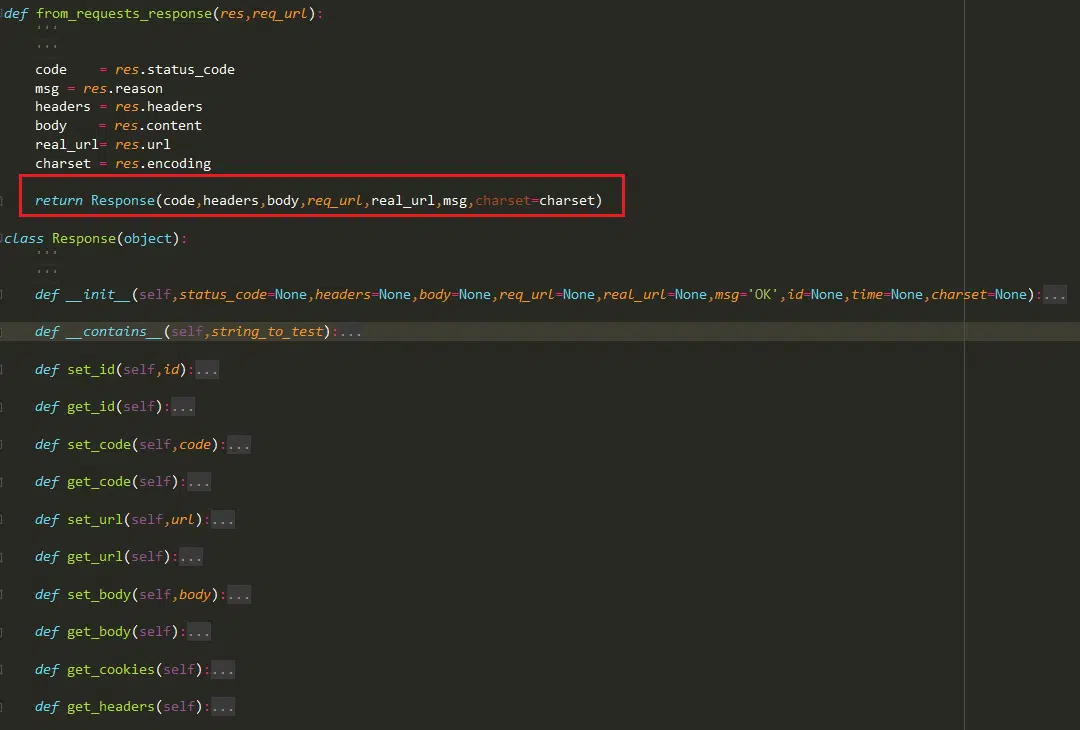 def from_requests_response(res,req_url):
'''
'''
code    = res.status_code
msg = res.reason
headers = res.headers
body    = res.content
real_url= res.url
charset = res.encoding
return Response(code,headers,body,req_url,real_url,msg,charset=charset)
class Response(object):
'''
'''
def __init__(self,status_code=None,headers=None,body=None,req_url=None,real_url=None,msg='OK',id=None,time=None,charset=None):...
def __contains__(self,string_to_test):...
def set_id(self,id):...
def get_id(self):...
def set_code(self,code):...
def get_code(self):...
def set_url(self,url):...
def get_url(self):...
def set_body(self,body):...
def get_body(self):...
def get_cookies(self):...
def get_headers(self):...